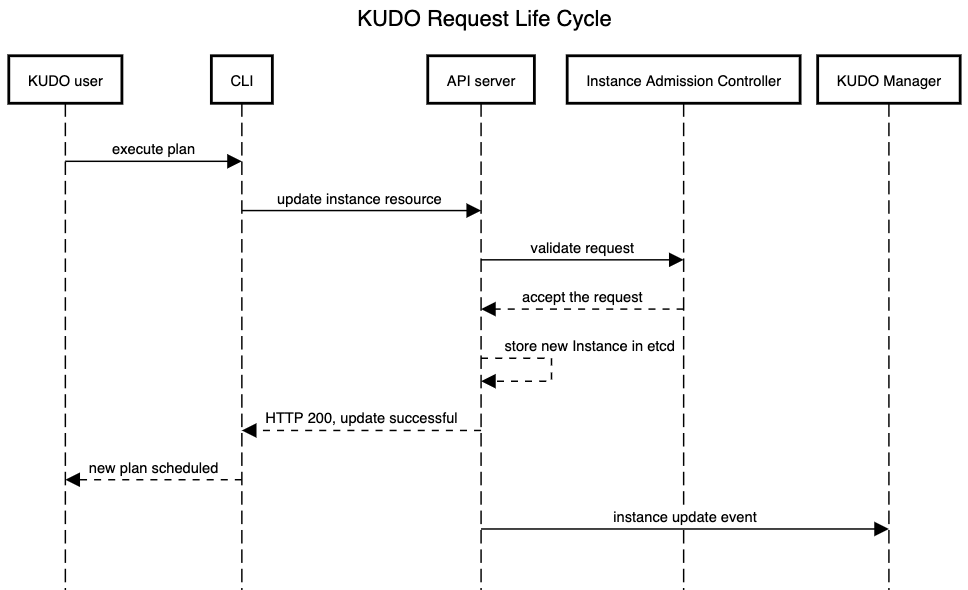 KUDO Request Life Cycle
KUDO user
CLI
API server
Instance Admission Controller
KUDO Manager
execute plan
update instance resource
validate request
accept the request
store new Instance in etcd
HTTP 200, update successful
new plan scheduled
instance update event